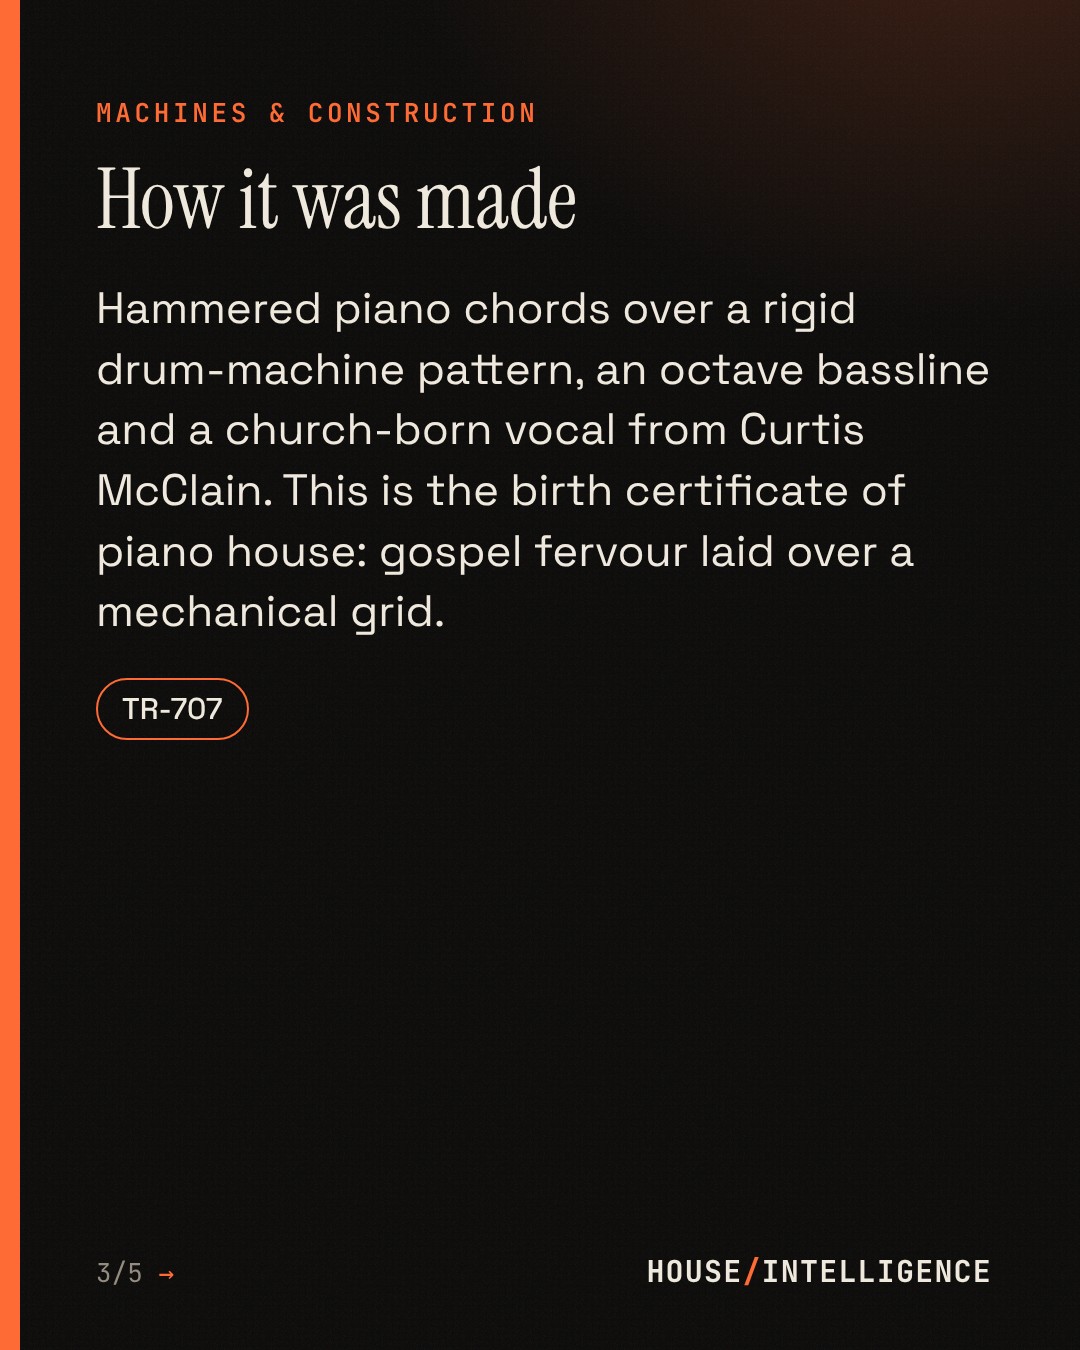 MACHINES & CONSTRUCTION
How it was made
Hammered piano chords over a rigid
drum-machine pattern, an octave bassline
and a church-born vocal from Curtis
McClain. This is the birth certificate of
piano house: gospel fervour laid over a
mechanical grid.
TR-707
3/5 →
HOUSE/INTELLIGENCE